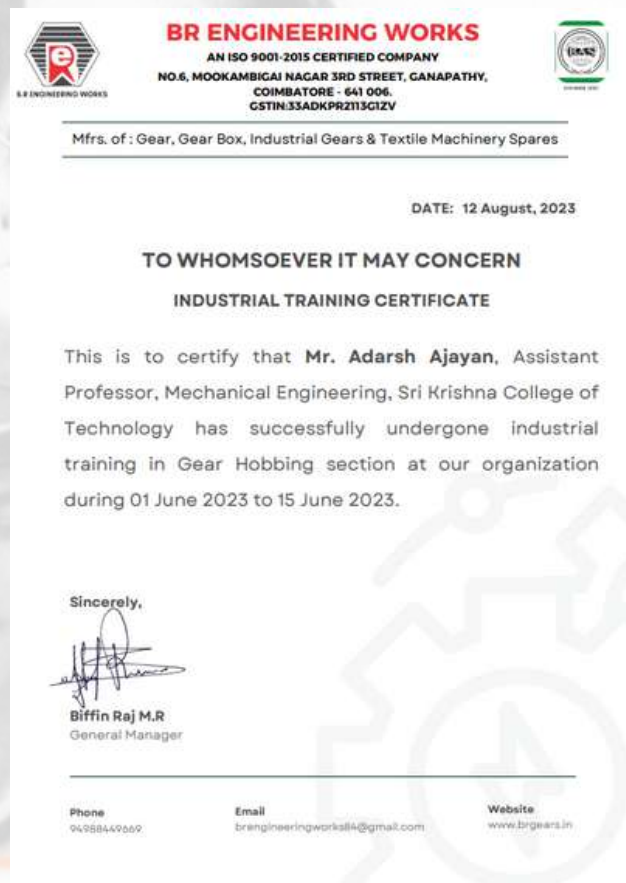 BR ENGINEERING WORKS
AN ISO 9001-2015 CERTIFIED COMPANY
NO.6, MOOKAMBIGAI NAGAR 3RD STREET, GANAPATHY,
COIMBATORE - 641 006.
GSTIN:33ADKPR2113G1ZV
Mfrs. of : Gear, Gear Box, Industrial Gears & Textile Machinery Spares
DATE: 12 August, 2023
TO WHOMSOEVER IT MAY CONCERN
INDUSTRIAL TRAINING CERTIFICATE
This is to certify that Mr. Adarsh Ajayan, Assistant
Professor, Mechanical Engineering, Sri Krishna College of
Technology has successfully undergone industrial
training in Gear Hobbing section at our organization
during 01 June 2023 to 15 June 2023.
Sincerely,
Biffin Raj M.R
General Manager
Phone
94988449669
Email
brengineeringworks84@gmail.com
Website
www.brgears.in